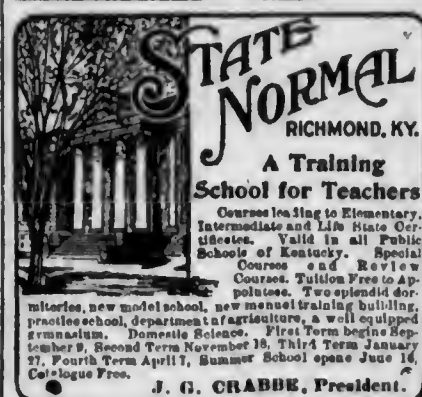 STATE
NORMAL
RICHMOND, KY.
A Training
School for Teachers
Courses leading to Elementary,
Intermediate and Life State Cer-
tificates. Valid in all Public
Schools of Kentucky. Special
Courses and Review
Courses. Tuition Free to Ap-
pointees. Two splendid dor-
mitories, new model school, new manual training building,
practice school, department of agriculture, a well equipped
gymnasium. Domestic Science. First Term begins Sep-
tember 9, Second Term November 18, Third Term January
27, Fourth Term April 7, Summer School opens June 16,
Catalogue Free.
J. G. CRABBE, President.